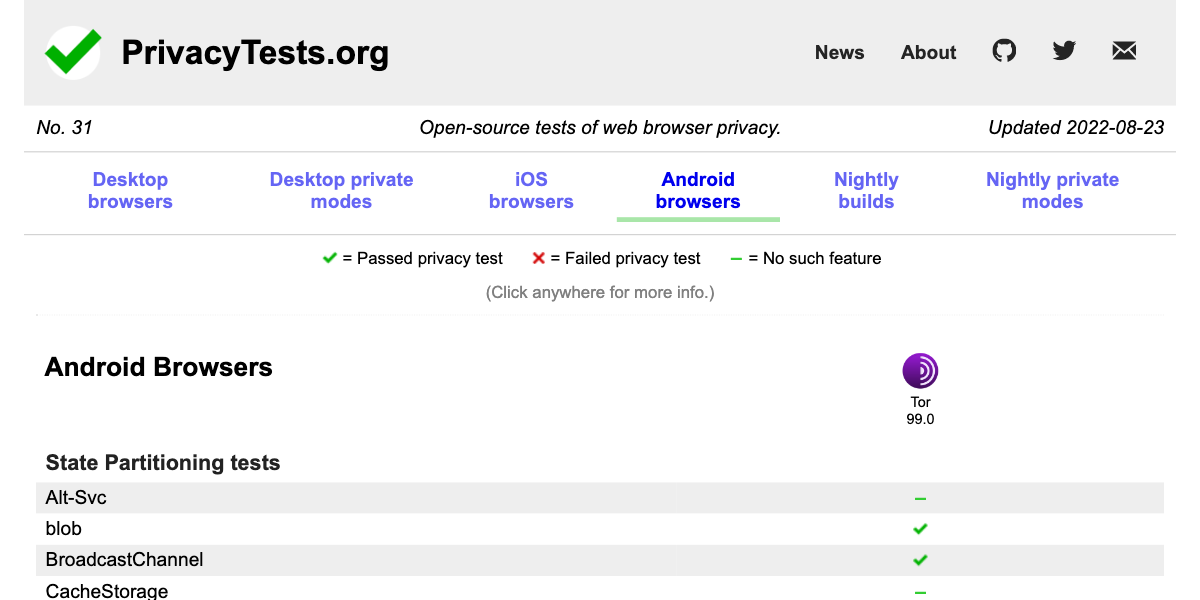 PrivacyTests.org
News About
No. 31 Open-source tests of web browser privacy. Updated 2022-08-23
Desktop browsers Desktop private modes iOS browsers Android browsers Nightly builds Nightly private modes
= Passed privacy test = Failed privacy test = No such feature
(Click anywhere for more info.)
Android Browsers
Tor
99.0
State Partitioning tests
Alt-Svc
blob
BroadcastChannel
CacheStorage